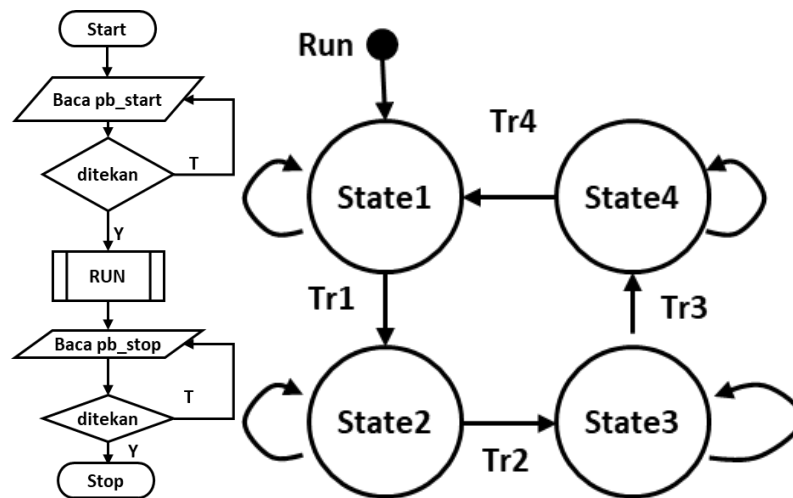 Start
Baca pb_start
ditekan
T
Y
RUN
Baca pb_stop
T
ditekan
Y
Stop
Run
Tr4
State1
State4
Tr1
Tr3
State2
State3
Tr2